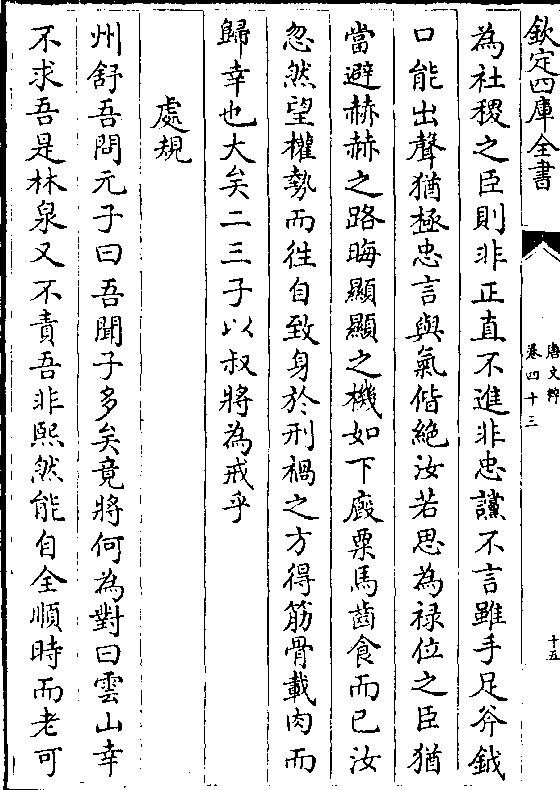 欽定四庫全書
唐文粹
卷四十三
十五
為社稷之臣則非正直不進非忠讜不言雖手足斧鉞
口能出聲猶極忠言與氣偕絶汝若思為禄位之臣猶
當避赫赫之路晦顯顯之機如下廄粟馬齒食而已汝
忽然望權勢而往自致身於刑禍之方得筋骨載肉而
歸幸也大矣二三子以叔將為戒乎
處規
州舒吾問元子曰吾聞子多矣竟將何為對曰雲山幸
不求吾是林泉又不責吾非熙然能自全順時而老可